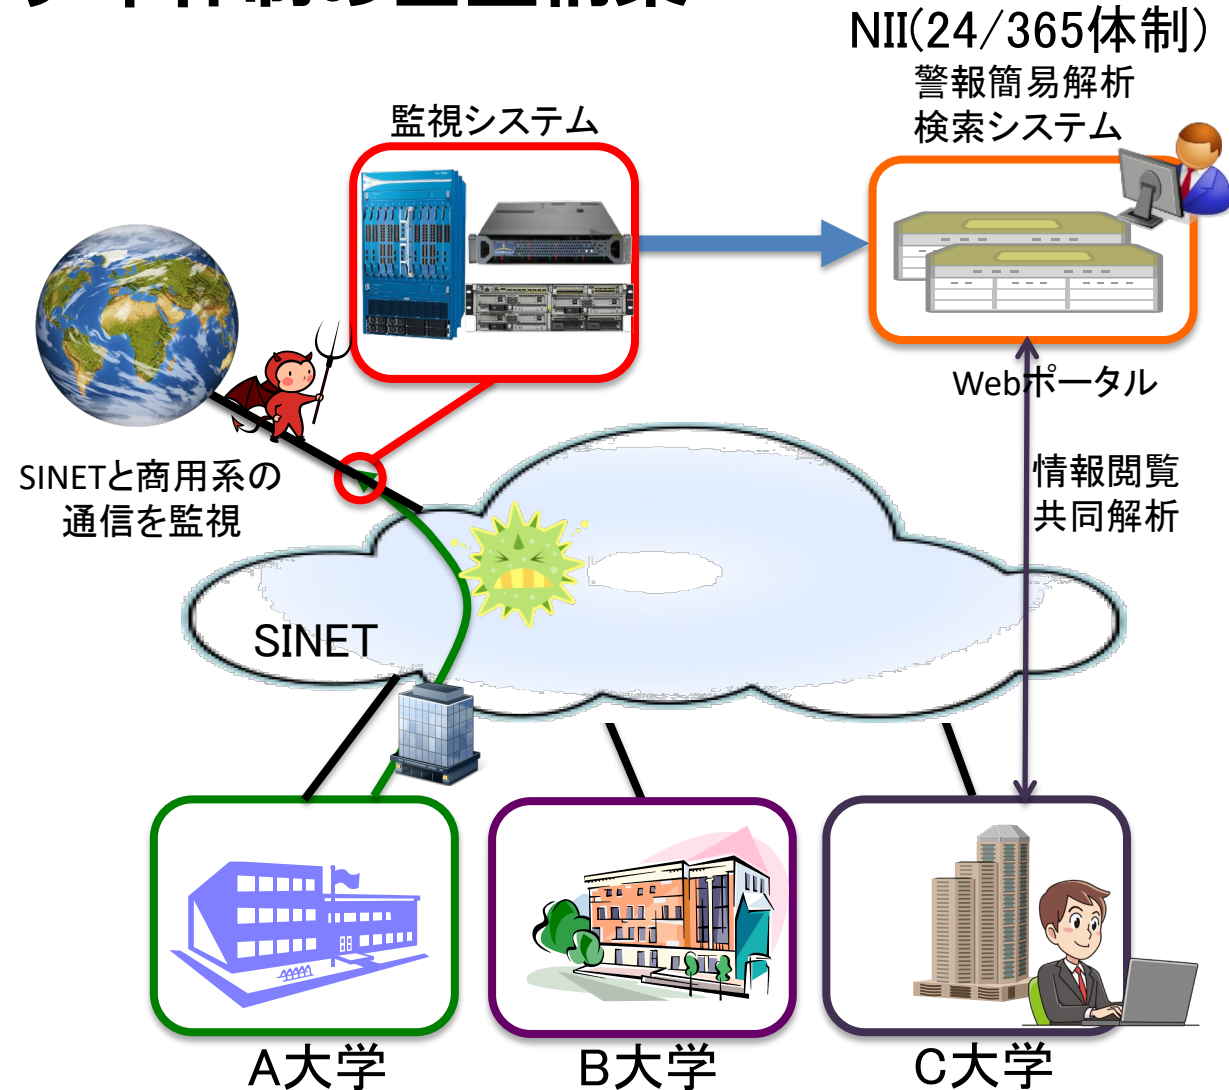 NII(24/365体制)
警報簡易解析
検索システム
監視システム
Webポータル
SINETと商用系の
通信を監視
情報閲覧
共同解析
SINET
A大学
B大学
C大学